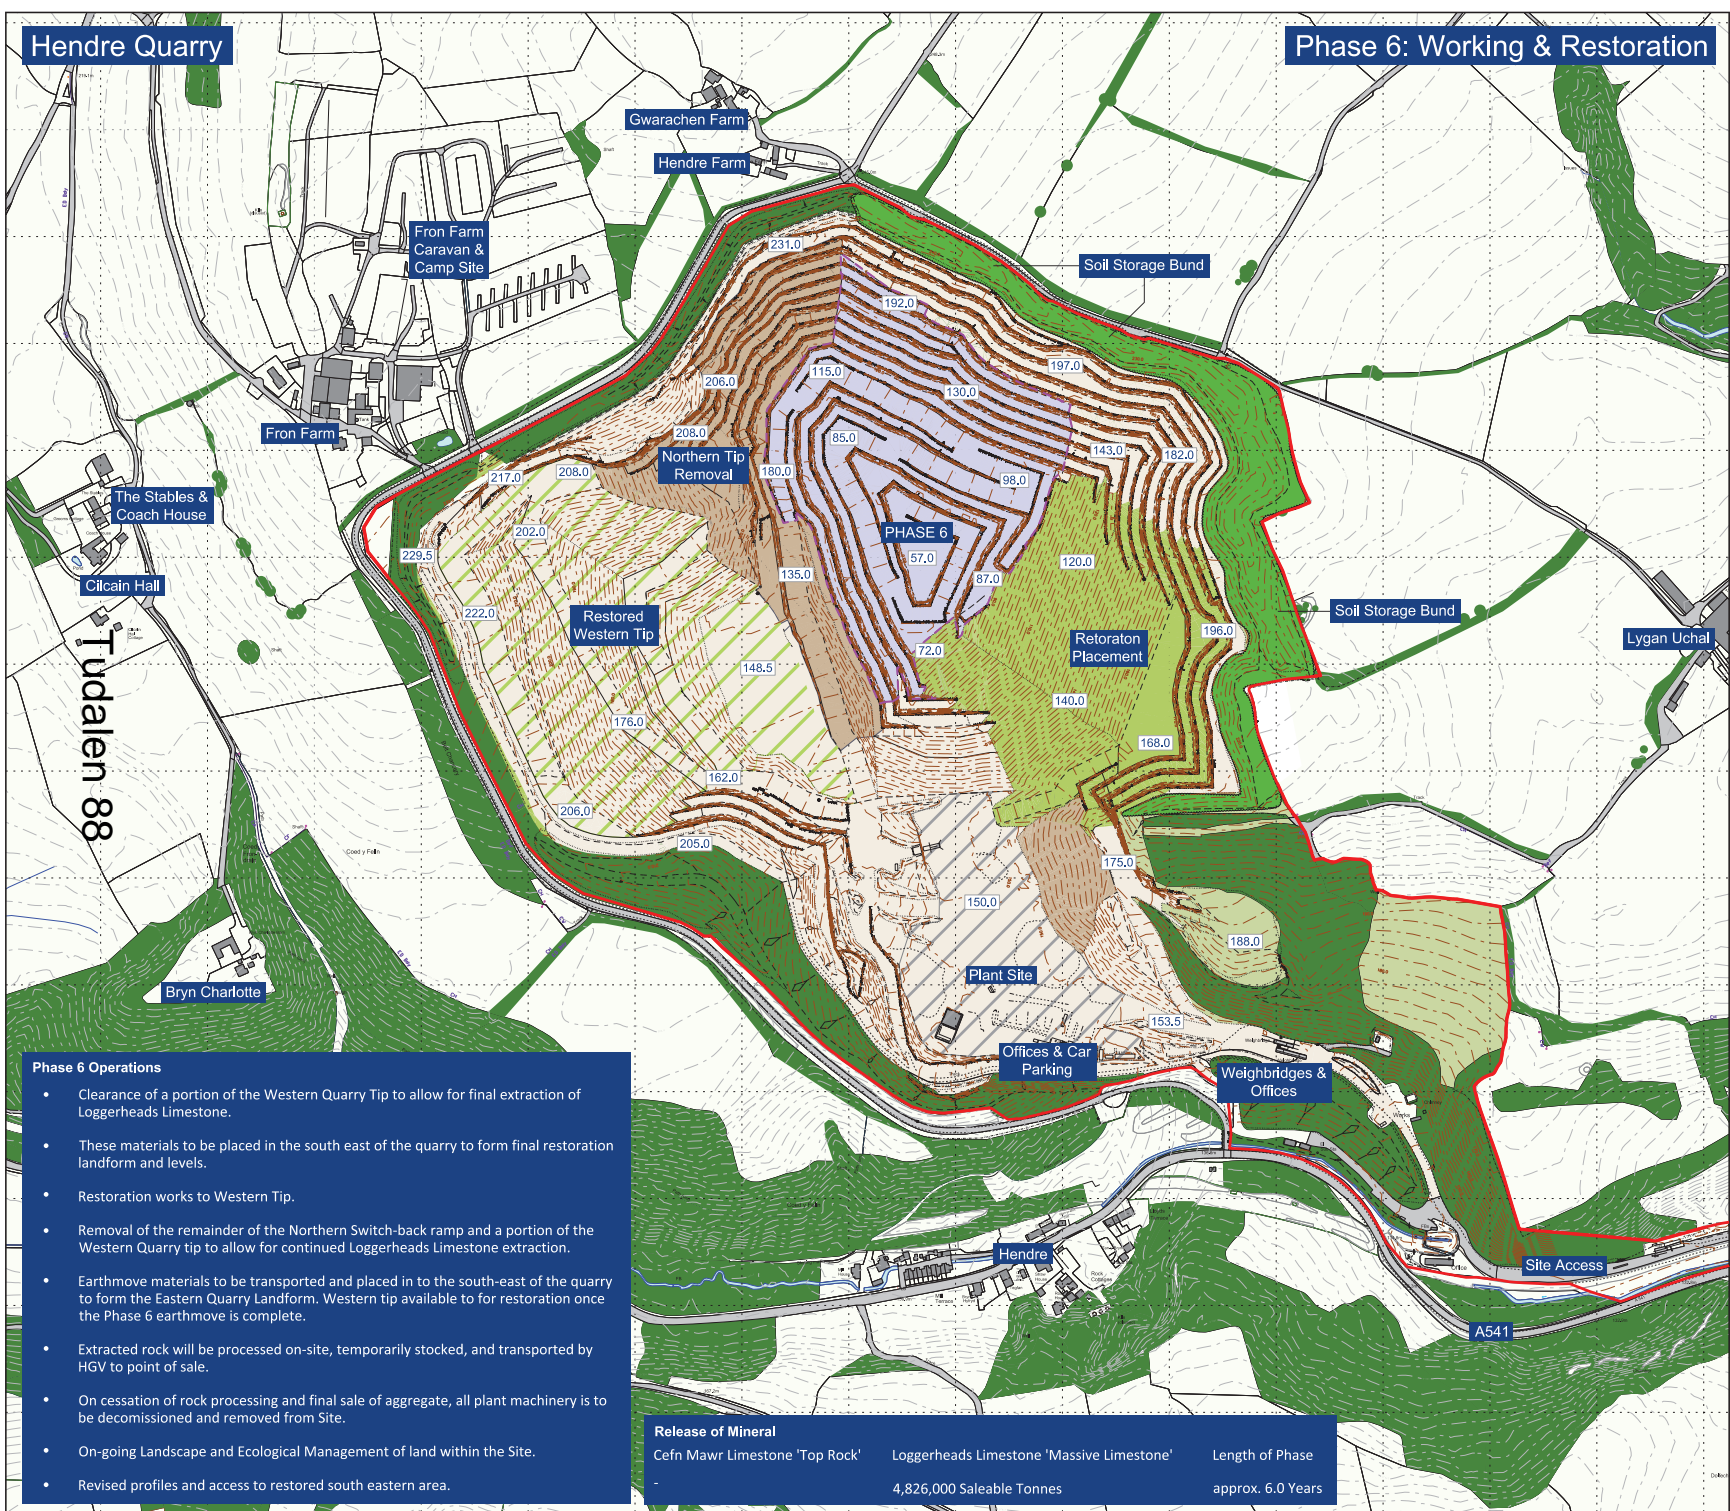 Hendre Quarry
Phase 6: Working & Restoration
Gwarachen Farm
Hendre Farm
Track
Shaft
Fron Farm
Caravan &
Camp Site
Soil Storage Bund
231.0
192.0
197.0
206.0
115.0
130.0
Fron Farm
208.0
85.0
143.0
182.0
Northern Tip
Removal
217.0
208.0
180.0
98.0
The Stables &
Coach House
202.0
PHASE 6
229.5
57.0
120.0
135.0
87.0
Cilcain Hall
222.0
Restored
Western Tip
Soil Storage Bund
196.0
Lygan Uchal
Retoraton
Placement
72.0
148.5
140.0
Tudalen 88
176.0
168.0
162.0
206.0
205.0
Coed y Felin
175.0
150.0
188.0
Plant Site
Bryn Charlotte
153.5
Offices & Car
Parking
Weighbridges &
Offices
Works
Hendre
Rock
Cottages
Mill
Terrace
Office
Site Access
A541
Phase 6 Operations
• Clearance of a portion of the Western Quarry Tip to allow for final extraction of
Loggerheads Limestone.
• These materials to be placed in the south east of the quarry to form final restoration
landform and levels.
• Restoration works to Western Tip.
• Removal of the remainder of the Northern Switch-back ramp and a portion of the
Western Quarry tip to allow for continued Loggerheads Limestone extraction.
• Earthmove materials to be transported and placed in to the south-east of the quarry
to form the Eastern Quarry Landform. Western tip available to for restoration once
the Phase 6 earthmove is complete.
• Extracted rock will be processed on-site, temporarily stocked, and transported by
HGV to point of sale.
• On cessation of rock processing and final sale of aggregate, all plant machinery is to
be decomissioned and removed from Site.
• On-going Landscape and Ecological Management of land within the Site.
• Revised profiles and access to restored south eastern area.
Release of Mineral
Cefn Mawr Limestone 'Top Rock' Loggerheads Limestone 'Massive Limestone' Length of Phase
- 4,826,000 Saleable Tonnes approx. 6.0 Years